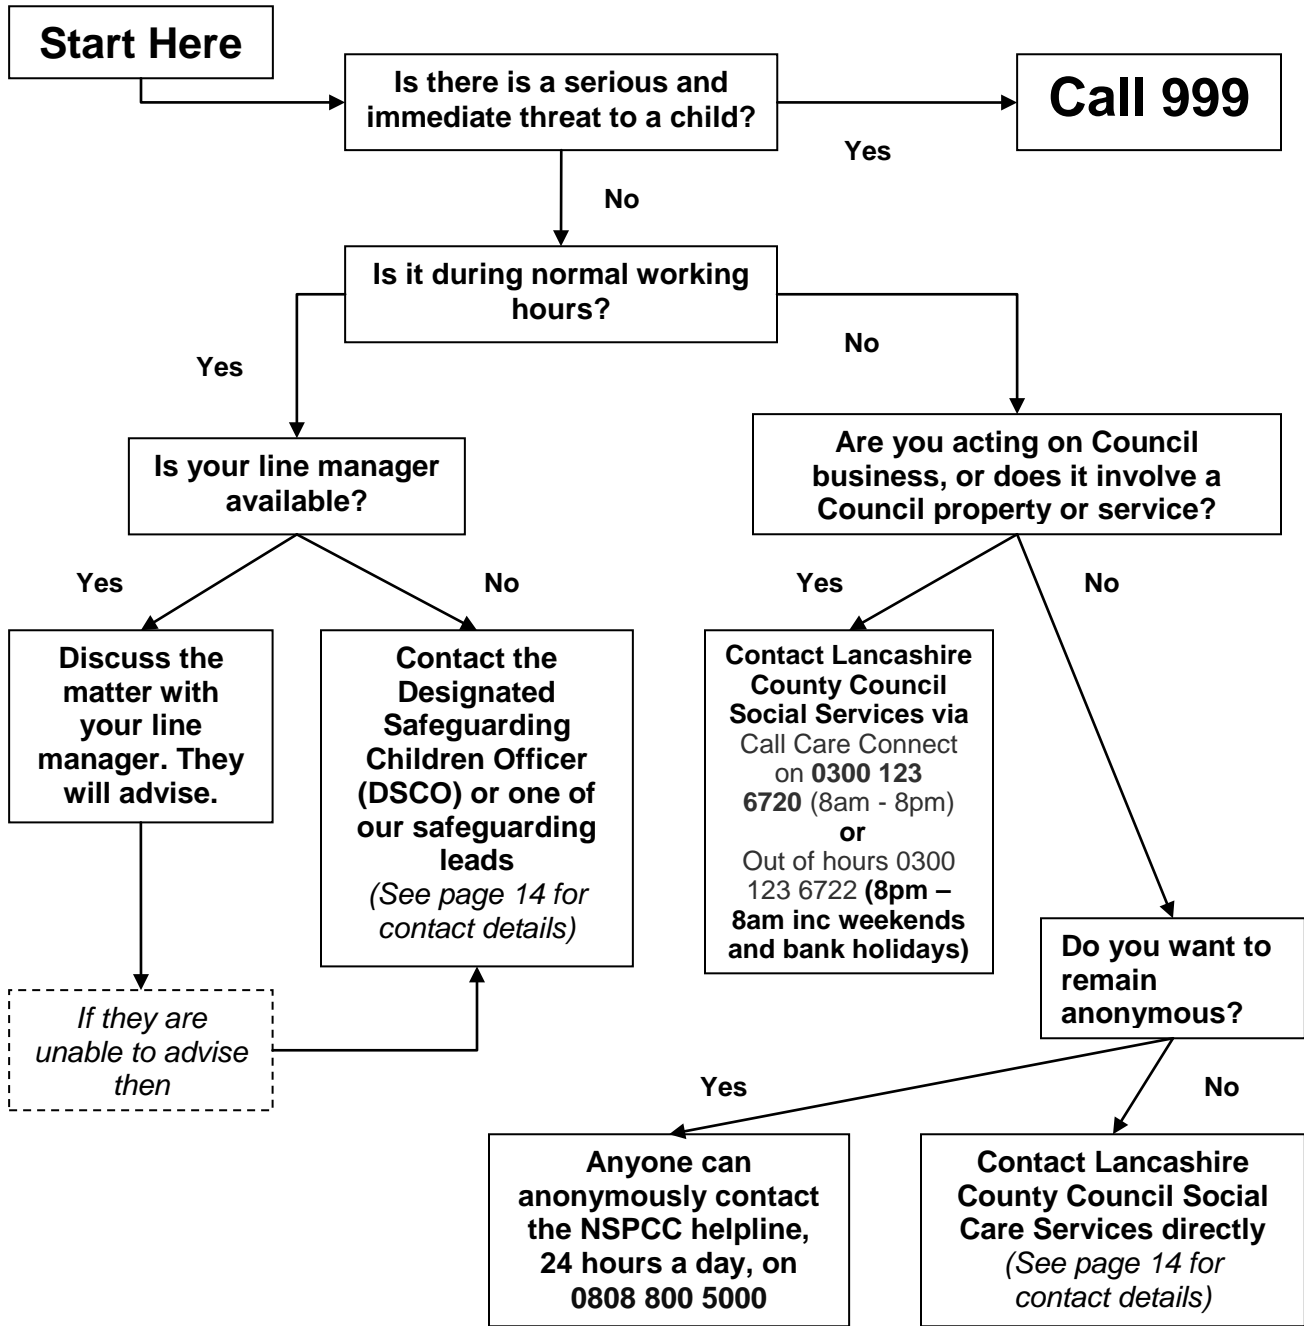 Start Here
Is there is a serious and
immediate threat to a child?
Call 999
Yes
No
Is it during normal working
hours?
Yes
No
Is your line manager
available?
Are you acting on Council
business, or does it involve a
Council property or service?
Yes
No
Yes
No
Discuss the
matter with
your line
manager. They
will advise.
Contact the
Designated
Safeguarding
Children Officer
(DSCO) or one of
our safeguarding
leads
(See page 14 for
contact details)
Contact Lancashire
County Council
Social Services via
Call Care Connect
on 0300 123
6720 (8am - 8pm)
or
Out of hours 0300
123 6722 (8pm –
8am inc weekends
and bank holidays)
Do you want to
remain
anonymous?
If they are
unable to advise
then
Yes
No
Anyone can
anonymously contact
the NSPCC helpline,
24 hours a day, on
0808 800 5000
Contact Lancashire
County Council Social
Care Services directly
(See page 14 for
contact details)